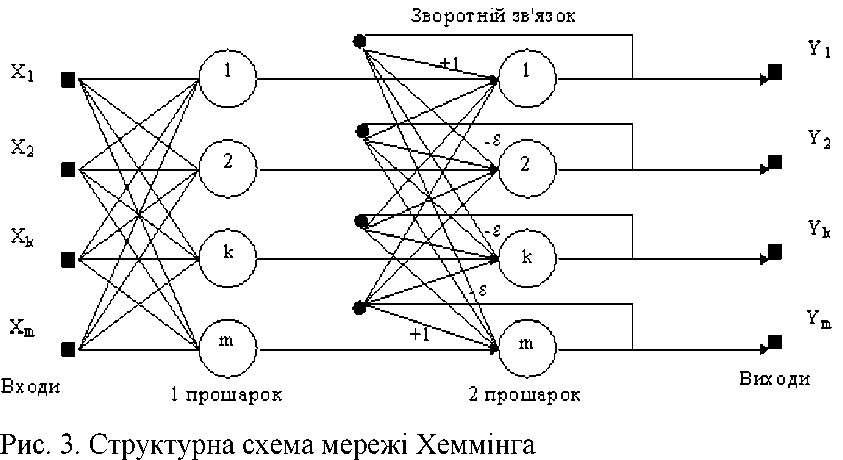 Зворотній зв'язок
X1
1
+1
1
Y1
X2
2
-ε
2
Y2
Xk
k
-ε
k
Yk
-ε
Xm
m
+1
m
Ym
Входи
1 прошарок
2 прошарок
Виходи
Рис. 3. Структурна схема мережі Хеммінга